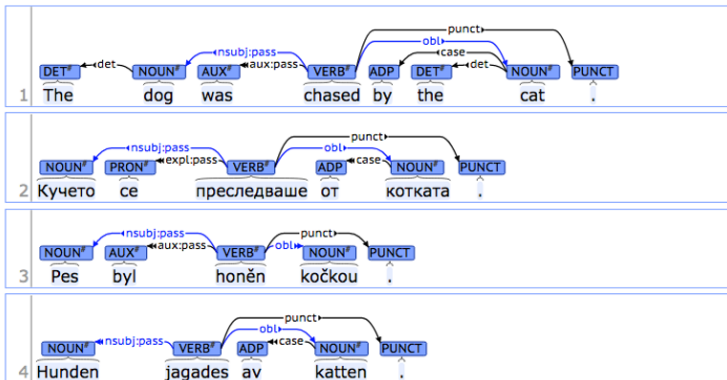 punct
obl
nsubj:pass case
det aux:pass det
DET# NOUN# AUX# VERB# ADP DET# NOUN# PUNCT
1 The dog was chased by the cat .
punct
nsubj:pass obl
expl:pass case
NOUN# PRON# VERB# ADP NOUN# PUNCT
2 Кучето се преследваше от котката .
nsubj:pass punct
aux:pass obl
NOUN# AUX# VERB# NOUN# PUNCT
3 Pes byl honěn kočkou .
punct
obl
nsubj:pass case
NOUN# VERB# ADP NOUN# PUNCT
4 Hunden jagades av katten .